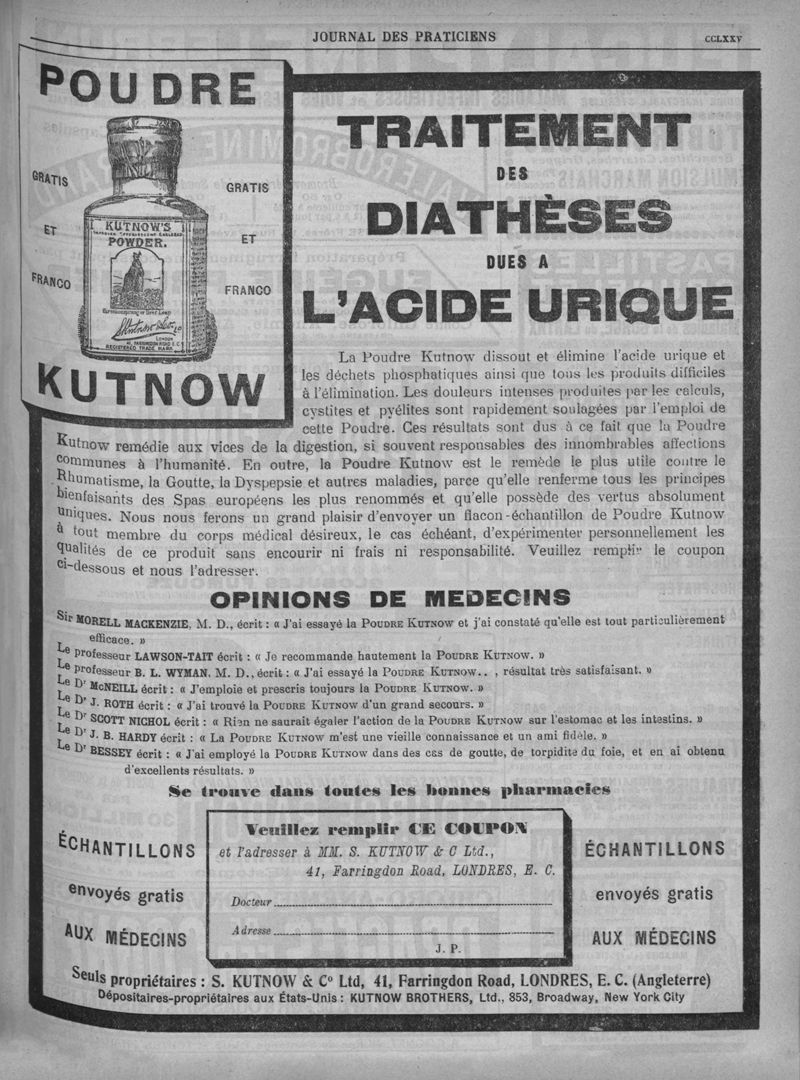 JOURNAL DES PRATICIENS
CCLXXV
POUDRE
GRATIS
ET
FRANCO
KUTNOW'S
POWDER.
LONDON
REGISTERED TRADE MARK
GRATIS
ET
FRANCO
KUTNOW
TRAITEMENT
DES
DIATHÈSES
DUES A
L'ACIDE URIQUE
La Poudre Kutnow dissout et élimine l'acide urique et
les déchets phosphatiques ainsi que tous les produits difficiles
à l'élimination. Les douleurs intenses produites par les calculs,
cystites et pyélites sont rapidement soulagées par l'emploi de
cette Poudre. Ces résultats sont dus à ce fait que la Poudre
Kutnow remédie aux vices de la digestion, si souvent responsables des innombrables affections
communes à l'humanité. En outre, la Poudre Kutnow est le remède le plus utile contre le
Rhumatisme, la Goutte, la Dyspepsie et autres maladies, parce qu'elle renferme tous les principes
bienfaisants des Spas européens les plus renommés et qu'elle possède des vertus absolument
uniques. Nous nous ferons un grand plaisir d'envoyer un flacon-échantillon de Poudre Kutnow
à tout membre du corps médical désireux, le cas échéant, d'expérimenter personnellement les
qualités de ce produit sans encourir ni frais ni responsabilité. Veuillez remplir le coupon
ci-dessous et nous l'adresser.
OPINIONS DE MEDECINS
Sir MORELL MACKENZIE, M. D., écrit : « J'ai essayé la POUDRE KUTNOW et j'ai constaté qu'elle est tout particulièrement
efficace. »
Le professeur LAWSON-TAIT écrit : « Je recommande hautement la POUDRE KUTNOW. »
Le professeur B. L. WYMAN, M. D., écrit : « J'ai essayé la POUDRE KUTNOW.. , résultat très satisfaisant. »
Le Dr McNEILL écrit : « J'emploie et prescris toujours la POUDRE KUTNOW. »
Le Dr J. ROTH écrit : « J'ai trouvé la POUDRE KUTNOW d'un grand secours. »
Le Dr SCOTT NICHOL écrit : « Rien ne saurait égaler l'action de la POUDRE KUTNOW sur l'estomac et les intestins. »
Le Dr J. B. HARDY écrit : « La POUDRE KUTNOW m'est une vieille connaissance et un ami fidèle. »
Le Dr BESSEY écrit : « J'ai employé la POUDRE KUTNOW dans des cas de goutte, de torpidité du foie, et en ai obtenu
d'excellents résultats. »
Se trouve dans toutes les bonnes pharmacies
ÉCHANTILLONS
envoyés gratis
AUX MÉDECINS
Veuillez remplir CE COUPON
et l'adresser à MM. S. KUTNOW & C Ltd.,
41, Farringdon Road, LONDRES, E. C.
Docteur
Adresse
J. P.
ÉCHANTILLONS
envoyés gratis
AUX MÉDECINS
Seuls propriétaires : S. KUTNOW & Co Ltd, 41, Farringdon Road, LONDRES, E. C. (Angleterre)
Dépositaires-propriétaires aux États-Unis : KUTNOW BROTHERS, Ltd., 853, Broadway, New York City